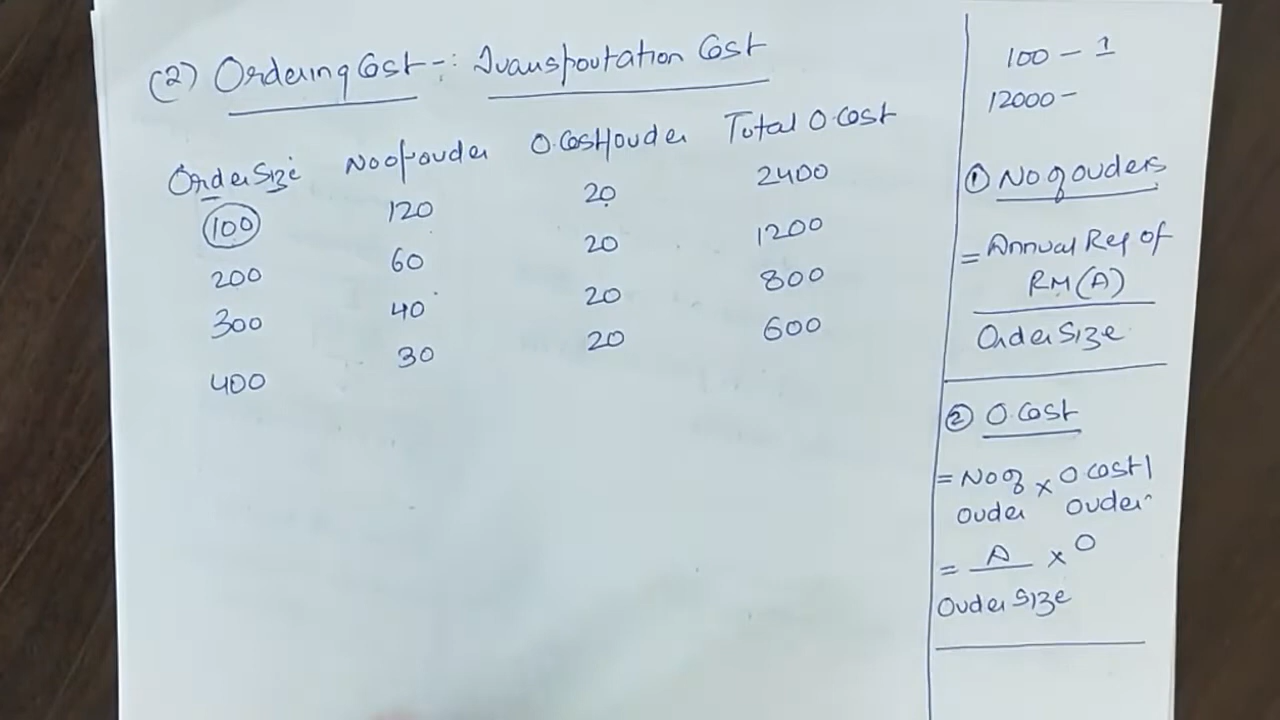 (2) Ordering Cost -: Transportation Cost
Order Size No of order O.Cost/order Total O.Cost
100 120 20 2400
200 60 20 1200
300 40 20 800
400 30 20 600
100 - 1
12000 -
① No of orders
= Annual Req of
RM (A)
Order Size
② O.Cost
= No of × O cost/
order order
= A × O
Order Size